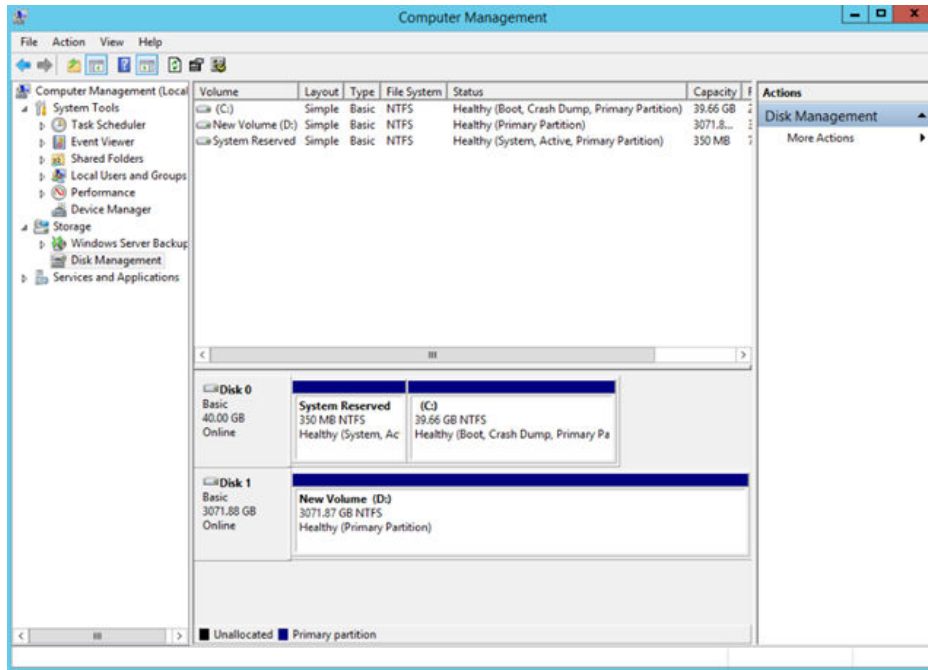 Computer Management
File Action View Help
Computer Management (Local
System Tools
Task Scheduler
Event Viewer
Shared Folders
Local Users and Groups
Performance
Device Manager
Storage
Windows Server Backup
Disk Management
Services and Applications
Volume Layout Type File System Status Capacity
(C:) Simple Basic NTFS Healthy (Boot, Crash Dump, Primary Partition) 39.66 GB
New Volume (D:) Simple Basic NTFS Healthy (Primary Partition) 3071.8...
System Reserved Simple Basic NTFS Healthy (System, Active, Primary Partition) 350 MB
Actions
Disk Management
More Actions
Disk 0
Basic
40.00 GB
Online
System Reserved
350 MB NTFS
Healthy (System, Ac
(C:)
39.66 GB NTFS
Healthy (Boot, Crash Dump, Primary Pa
Disk 1
Basic
3071.88 GB
Online
New Volume (D:)
3071.87 GB NTFS
Healthy (Primary Partition)
Unallocated Primary partition